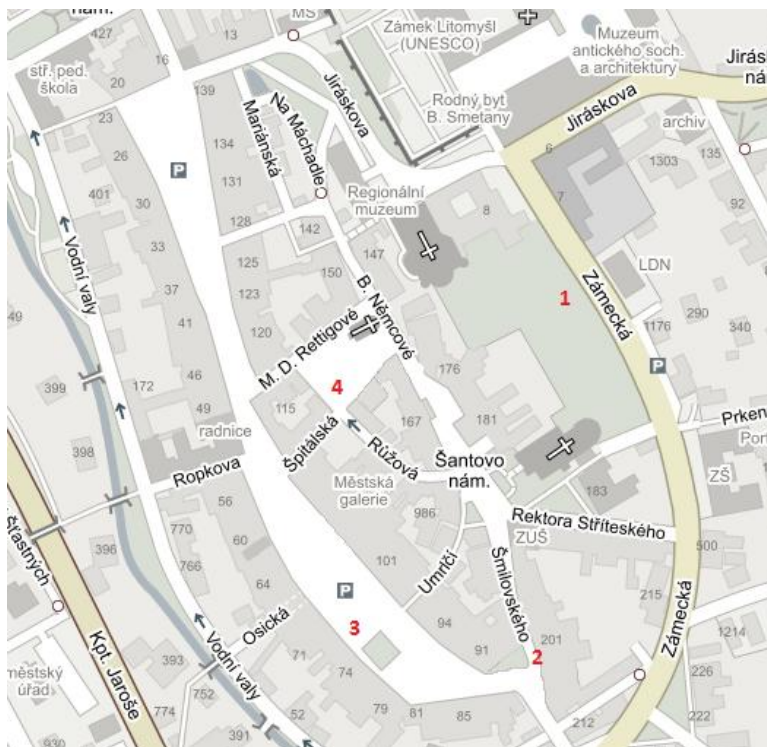 nám.
427
MŠ
13
Zámek Litomyšl
(UNESCO)
Muzeum
antického soch.
a architektury
stř. ped.
škola
16
20
139
Jiráskova
Rodný byt
B. Smetany
Jirás
nám
Jiráskova
archiv
23
26
134
Mariánská
Na Máchadle
6
1303
135
401
30
131
Regionální
muzeum
7
8
92
128
142
33
Vodní valy
125
150
147
LDN
Zámecká
49
37
123
B. Němcové
1
290
41
120
M. D. Rettigové
1176
340
399
172
46
4
176
49
115
167
181
Prken
398
radnice
Špitálská
Růžová
Šantovo
nám.
Port
Ropkova
Městská
galerie
183
ZŠ
56
986
Rektora Stříteského
770
ZUŠ
Šťastných
396
766
60
101
Umrlčí
Šmilovského
500
64
215
Zámecká
Osická
3
94
1214
Kpt. Jaroše
Vodní valy
91
2
201
městský
úřad
393
71
74
226
752
774
52
79
81
85
212
222
930
391